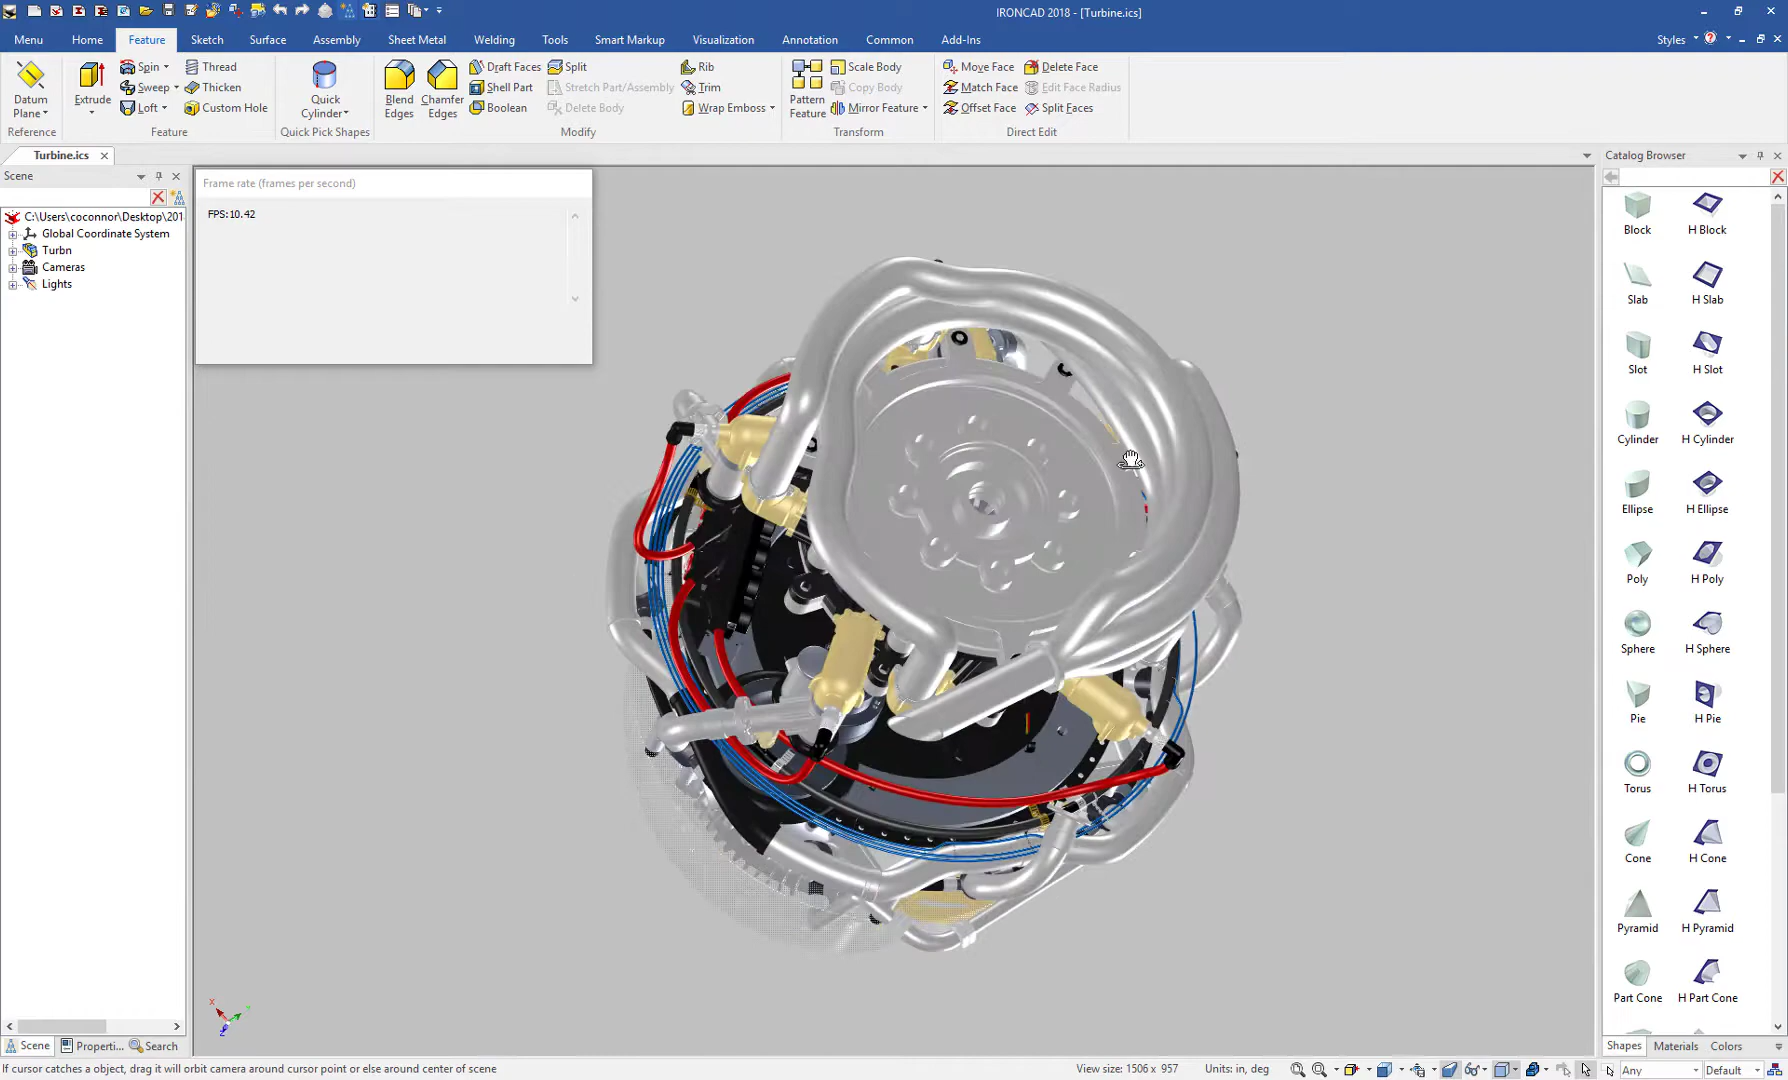 IRONCAD 2018 - [Turbine.ics]
Menu Home Feature Sketch Surface Assembly Sheet Metal Welding Tools Smart Markup Visualization Annotation Common Add-Ins Styles
Datum Plane
Reference
Extrude
Spin
Sweep
Loft
Thread
Thicken
Custom Hole
Feature
Quick Cylinder
Quick Pick Shapes
Blend Edges
Chamfer Edges
Draft Faces
Shell Part
Boolean
Split
Stretch Part/Assembly
Delete Body
Rib
Trim
Wrap Emboss
Modify
Pattern Feature
Scale Body
Copy Body
Mirror Feature
Transform
Move Face
Match Face
Offset Face
Delete Face
Edit Face Radius
Split Faces
Direct Edit
Turbine.ics
Scene
C:\Users\coconnor\Desktop\201
Global Coordinate System
Turbn
Cameras
Lights
Frame rate (frames per second)
FPS:10.42
Catalog Browser
Block H Block
Slab H Slab
Slot H Slot
Cylinder H Cylinder
Ellipse H Ellipse
Poly H Poly
Sphere H Sphere
Pie H Pie
Torus H Torus
Cone H Cone
Pyramid H Pyramid
Part Cone H Part Cone
X Y Z
Scene Properti... Search
Shapes Materials Colors
If cursor catches a object, drag it will orbit camera around cursor point or else around center of scene
View size: 1506 x 957
Units: in, deg
Any
Default